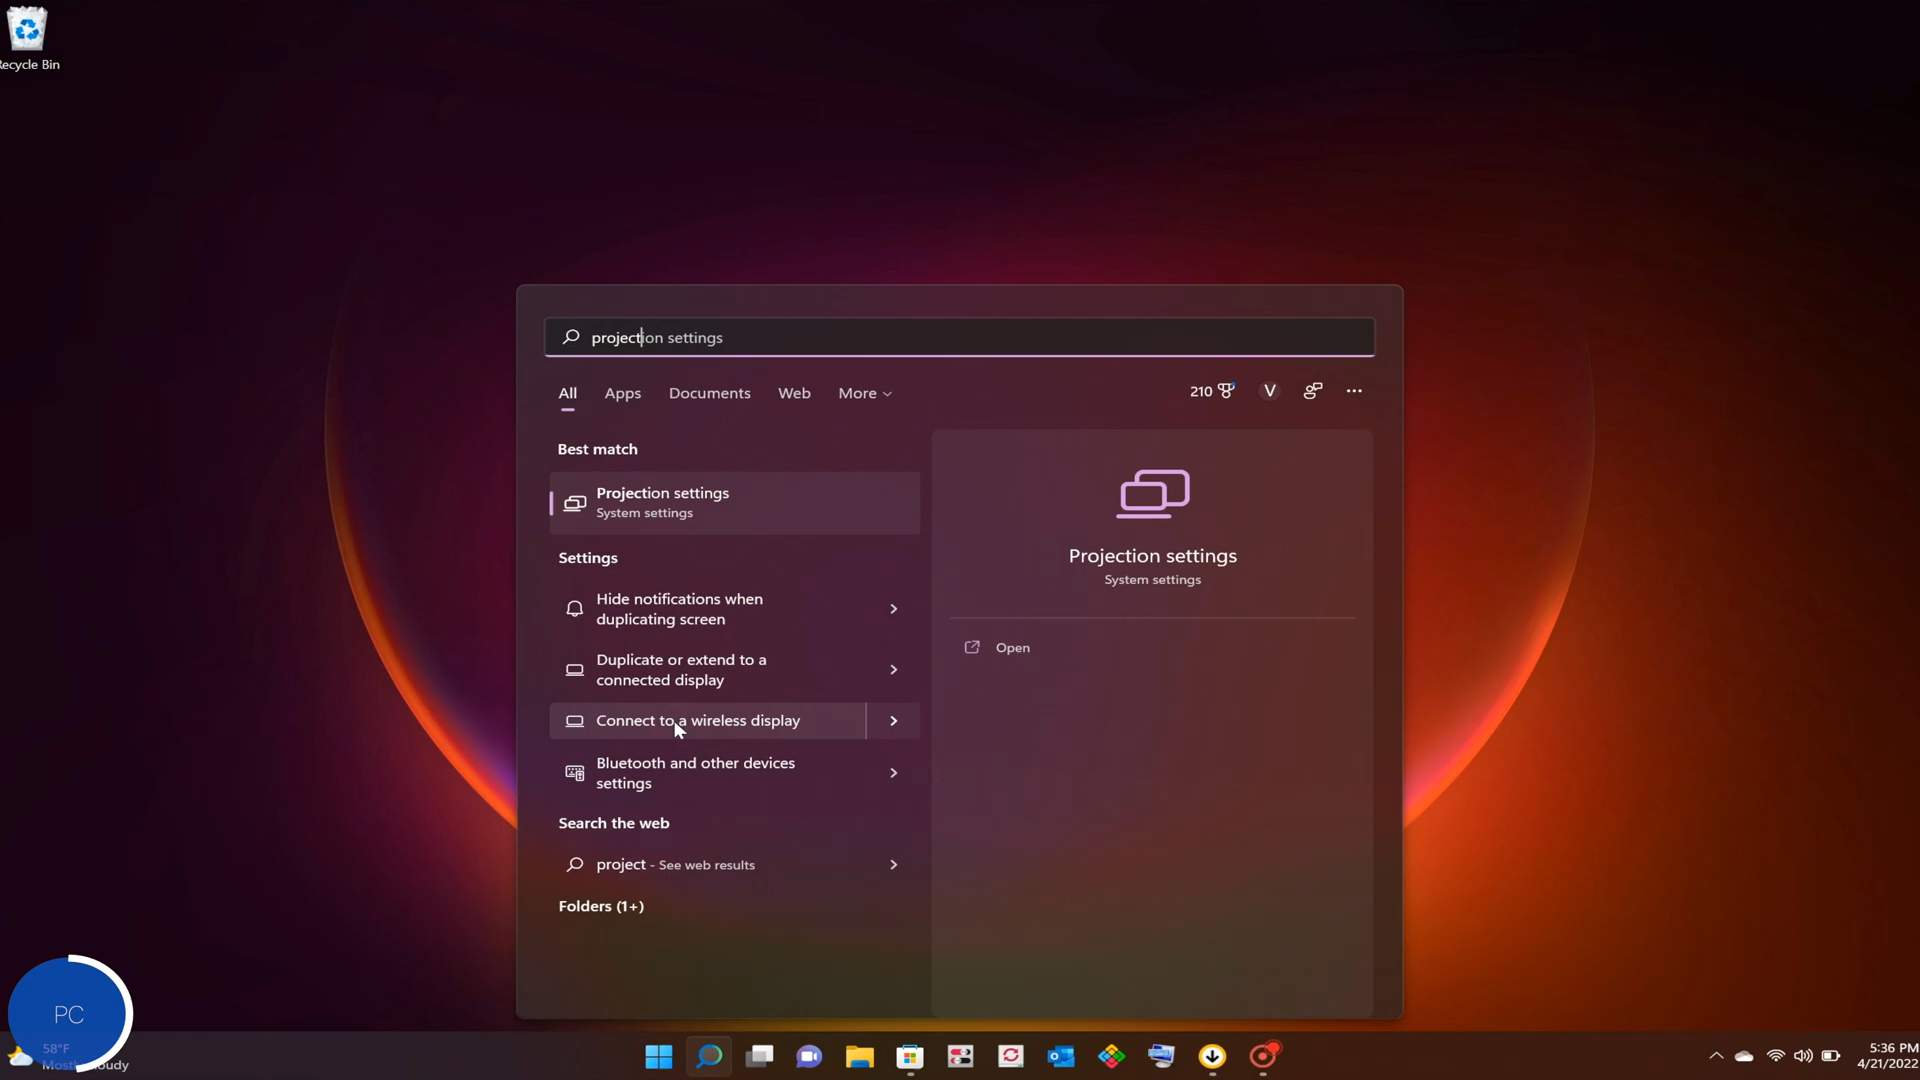 Recycle Bin
projection settings
All Apps Documents Web More
210 V
Best match
Projection settings
System settings
Settings
Hide notifications when
duplicating screen
Duplicate or extend to a
connected display
Connect to a wireless display
Bluetooth and other devices
settings
Search the web
project - See web results
Folders (1+)
Projection settings
System settings
Open
PC
58°F
5:36 PM
4/21/2022